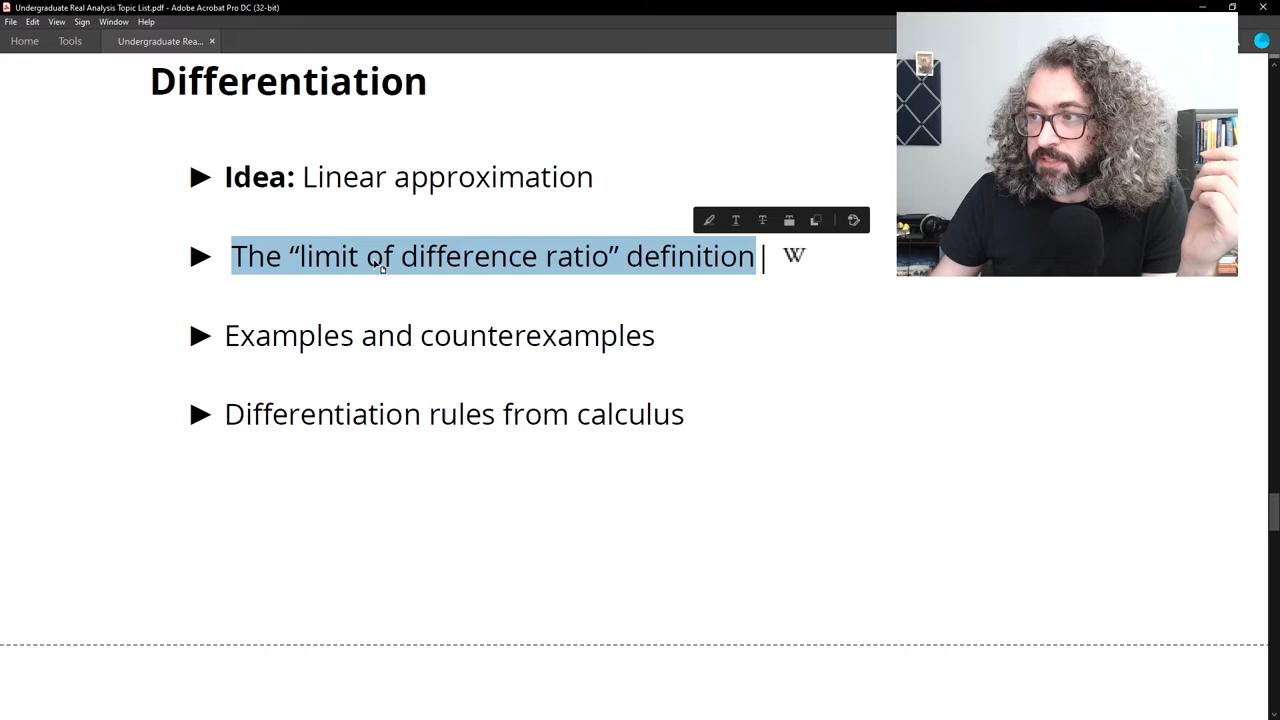 Undergraduate Real Analysis Topic List.pdf - Adobe Acrobat Pro DC (32-bit)
File Edit View Sign Window Help
Home Tools Undergraduate Rea... ×
Differentiation
► Idea: Linear approximation
► The “limit of difference ratio” definition| W
► Examples and counterexamples
► Differentiation rules from calculus